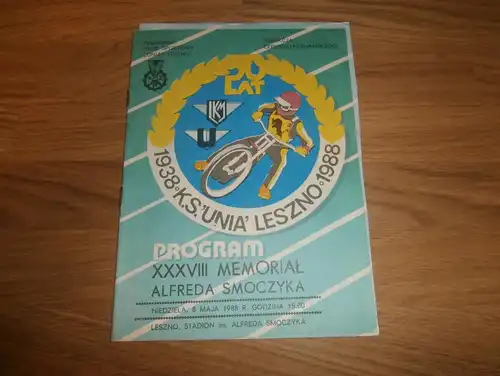 50
LAT
LKM
U
1938 K.S. 'UNIA' LESZNO 1988
PROGRAM
XXXVIII MEMORIAŁ
ALFREDA SMOCZYKA
NIEDZIELA, 8 MAJA 1988 R. GODZINA 15.00
LESZNO, STADION IM. ALFREDA SMOCZYKA